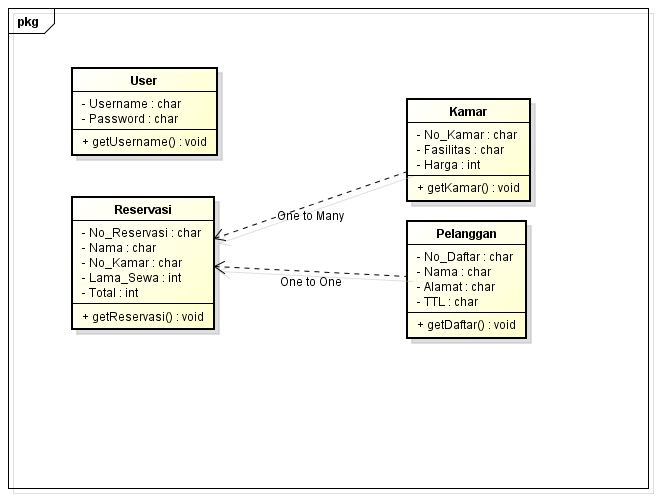 pkg
User
- Username : char
- Password : char
+ getUsername() : void
Reservasi
- No_Reservasi : char
- Nama : char
- No_Kamar : char
- Lama_Sewa : int
- Total : int
+ getReservasi() : void
One to Many
One to One
Kamar
- No_Kamar : char
- Fasilitas : char
- Harga : int
+ getKamar() : void
Pelanggan
- No_Daftar : char
- Nama : char
- Alamat : char
- TTL : char
+ getDaftar() : void